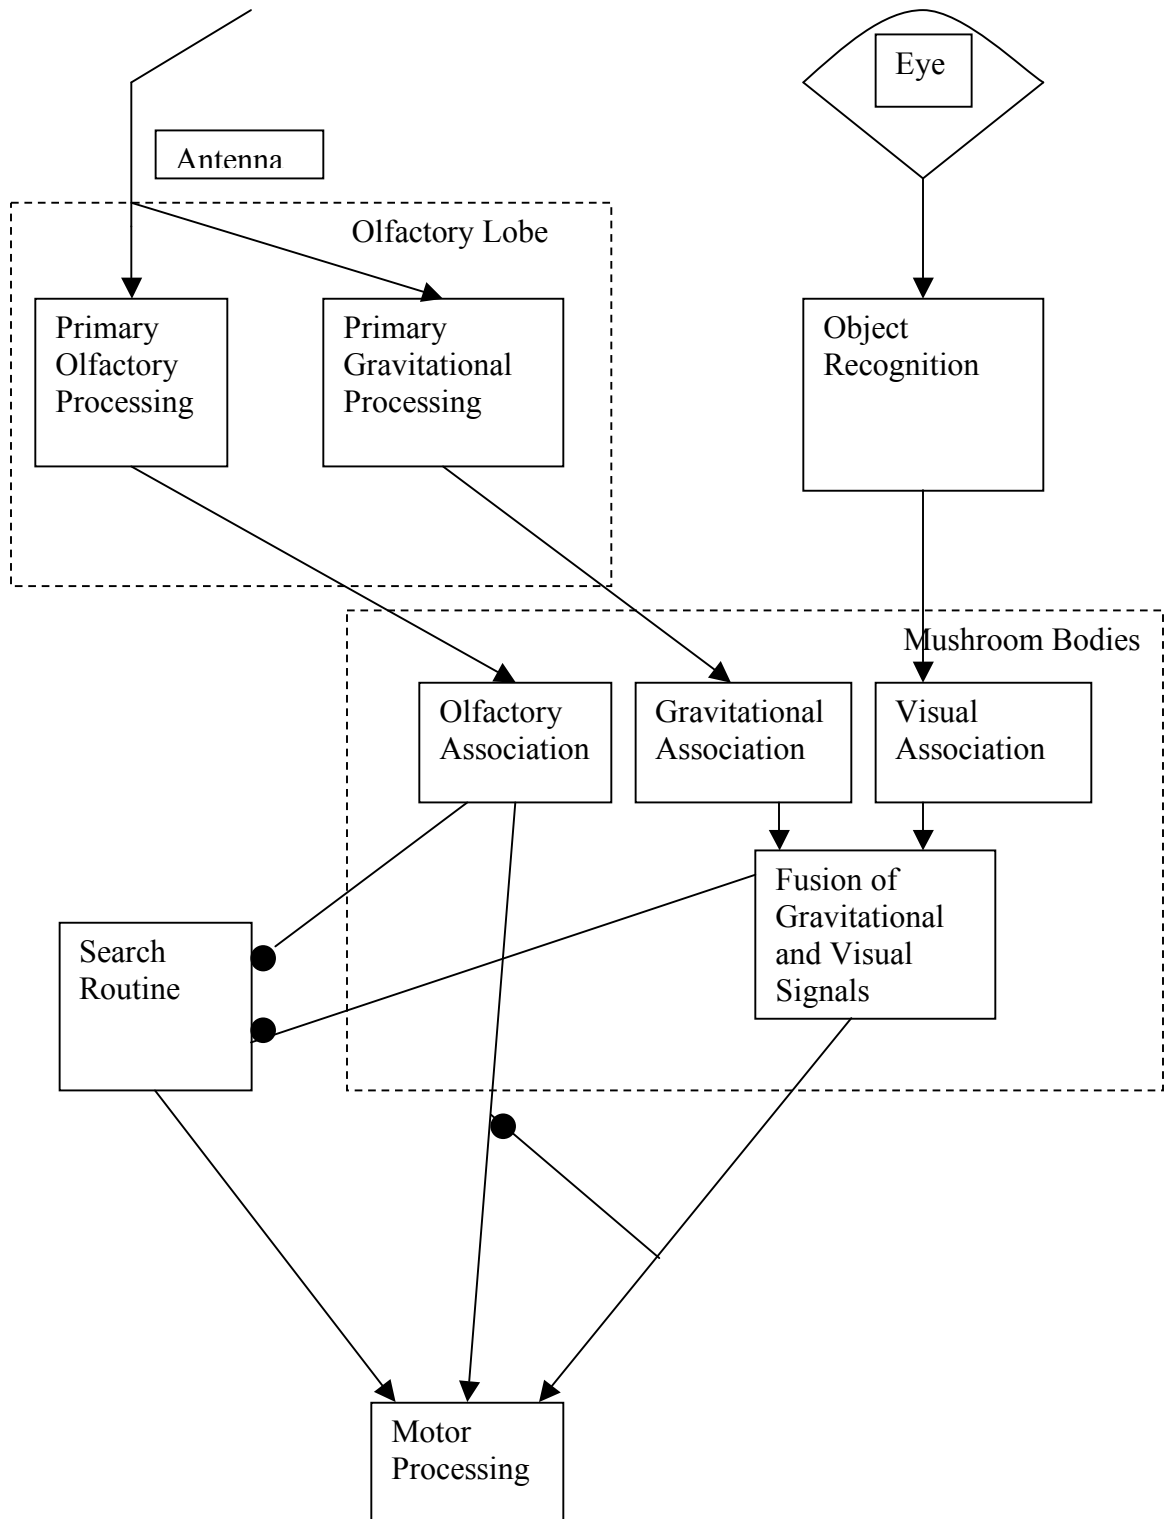 Eye
Antenna
Olfactory Lobe
Primary
Olfactory
Processing
Primary
Gravitational
Processing
Object
Recognition
Mushroom Bodies
Olfactory
Association
Gravitational
Association
Visual
Association
Fusion of
Gravitational
and Visual
Signals
Search
Routine
Motor
Processing